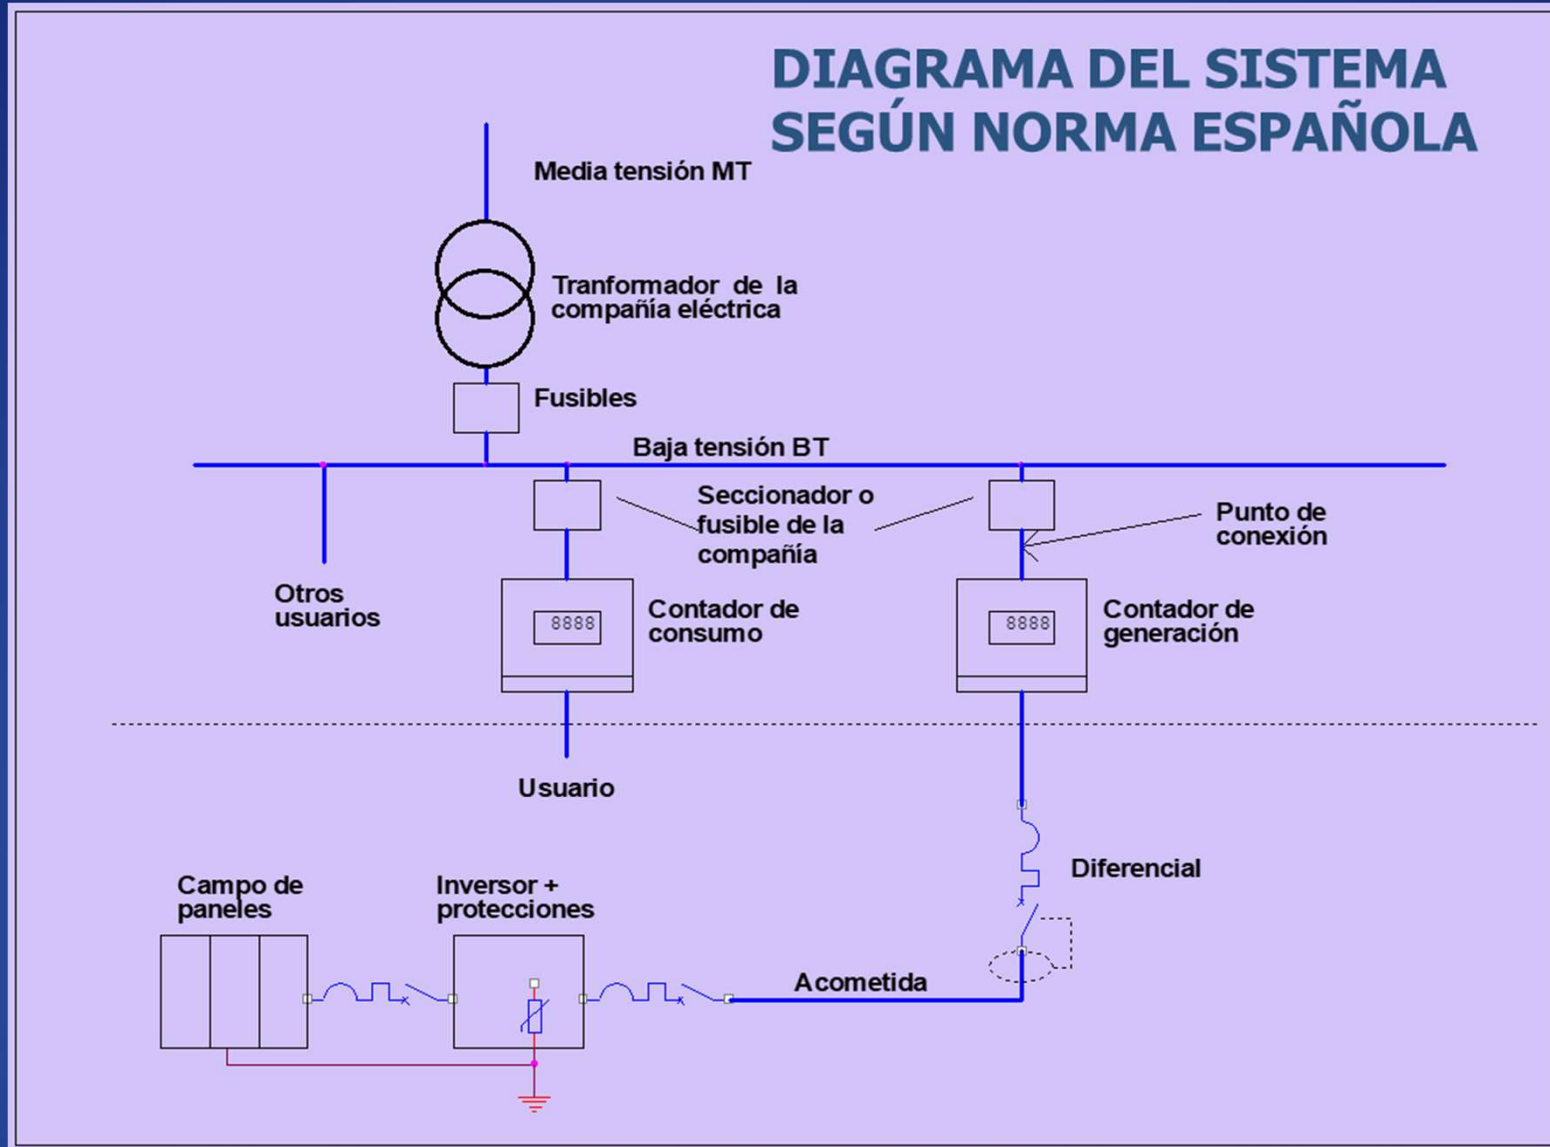 DIAGRAMA DEL SISTEMA
SEGÚN NORMA ESPAÑOLA
Media tensión MT
Tranformador de la
compañía eléctrica
Fusibles
Baja tensión BT
Seccionador o
fusible de la
compañía
Punto de
conexión
Otros
usuarios
8888
Contador de
consumo
8888
Contador de
generación
Usuario
Diferencial
Campo de
paneles
Inversor +
protecciones
Acometida